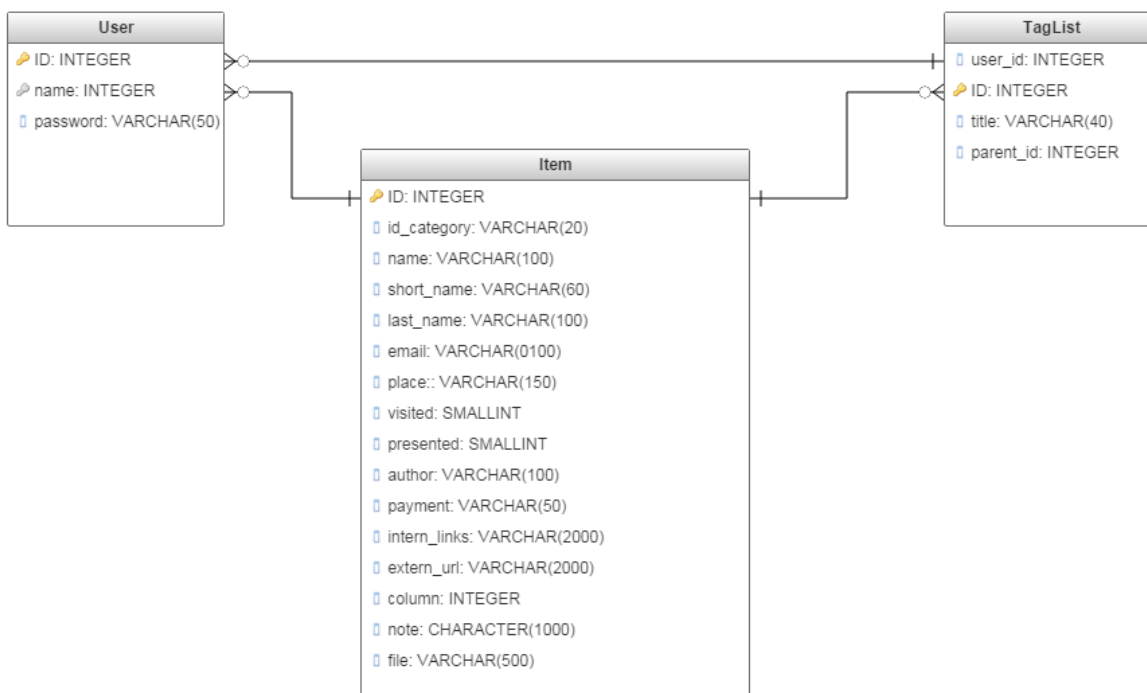 User
ID: INTEGER
name: INTEGER
password: VARCHAR(50)
TagList
user_id: INTEGER
ID: INTEGER
title: VARCHAR(40)
parent_id: INTEGER
Item
ID: INTEGER
id_category: VARCHAR(20)
name: VARCHAR(100)
short_name: VARCHAR(60)
last_name: VARCHAR(100)
email: VARCHAR(0100)
place:: VARCHAR(150)
visited: SMALLINT
presented: SMALLINT
author: VARCHAR(100)
payment: VARCHAR(50)
intern_links: VARCHAR(2000)
extern_url: VARCHAR(2000)
column: INTEGER
note: CHARACTER(1000)
file: VARCHAR(500)